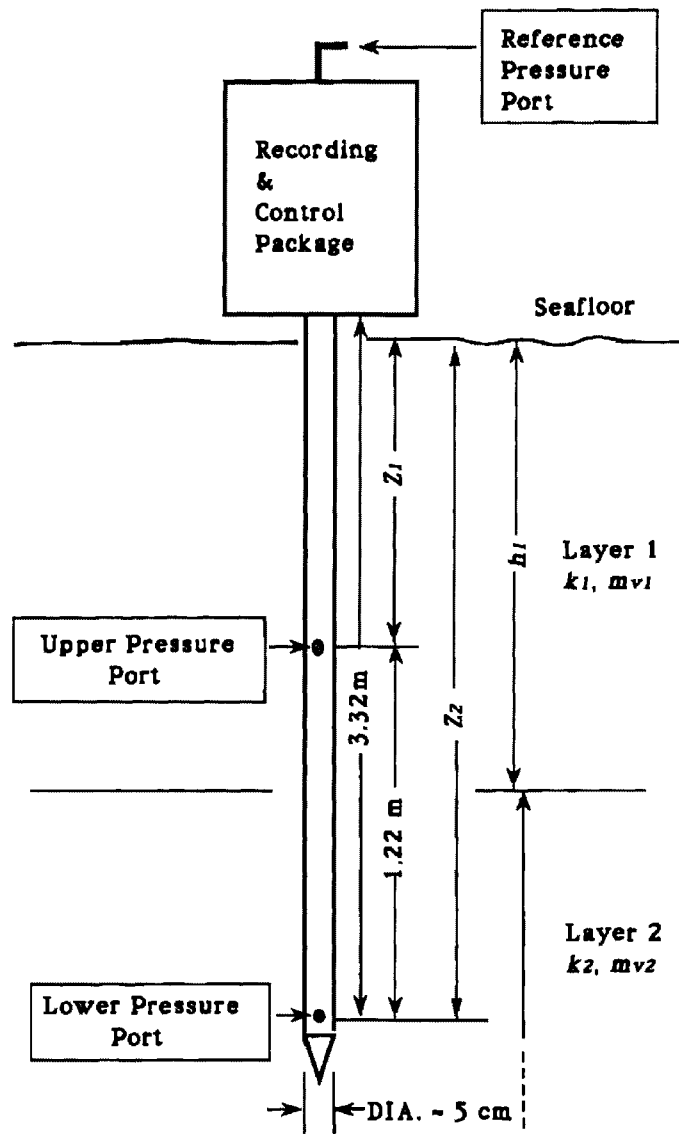 Reference
Pressure
Port
Recording
&
Control
Package
Seafloor
Z1
h1
Layer 1
k1, mv1
Upper Pressure
Port
3.32 m
Z2
1.22 m
Layer 2
k2, mv2
Lower Pressure
Port
DIA. ~ 5 cm